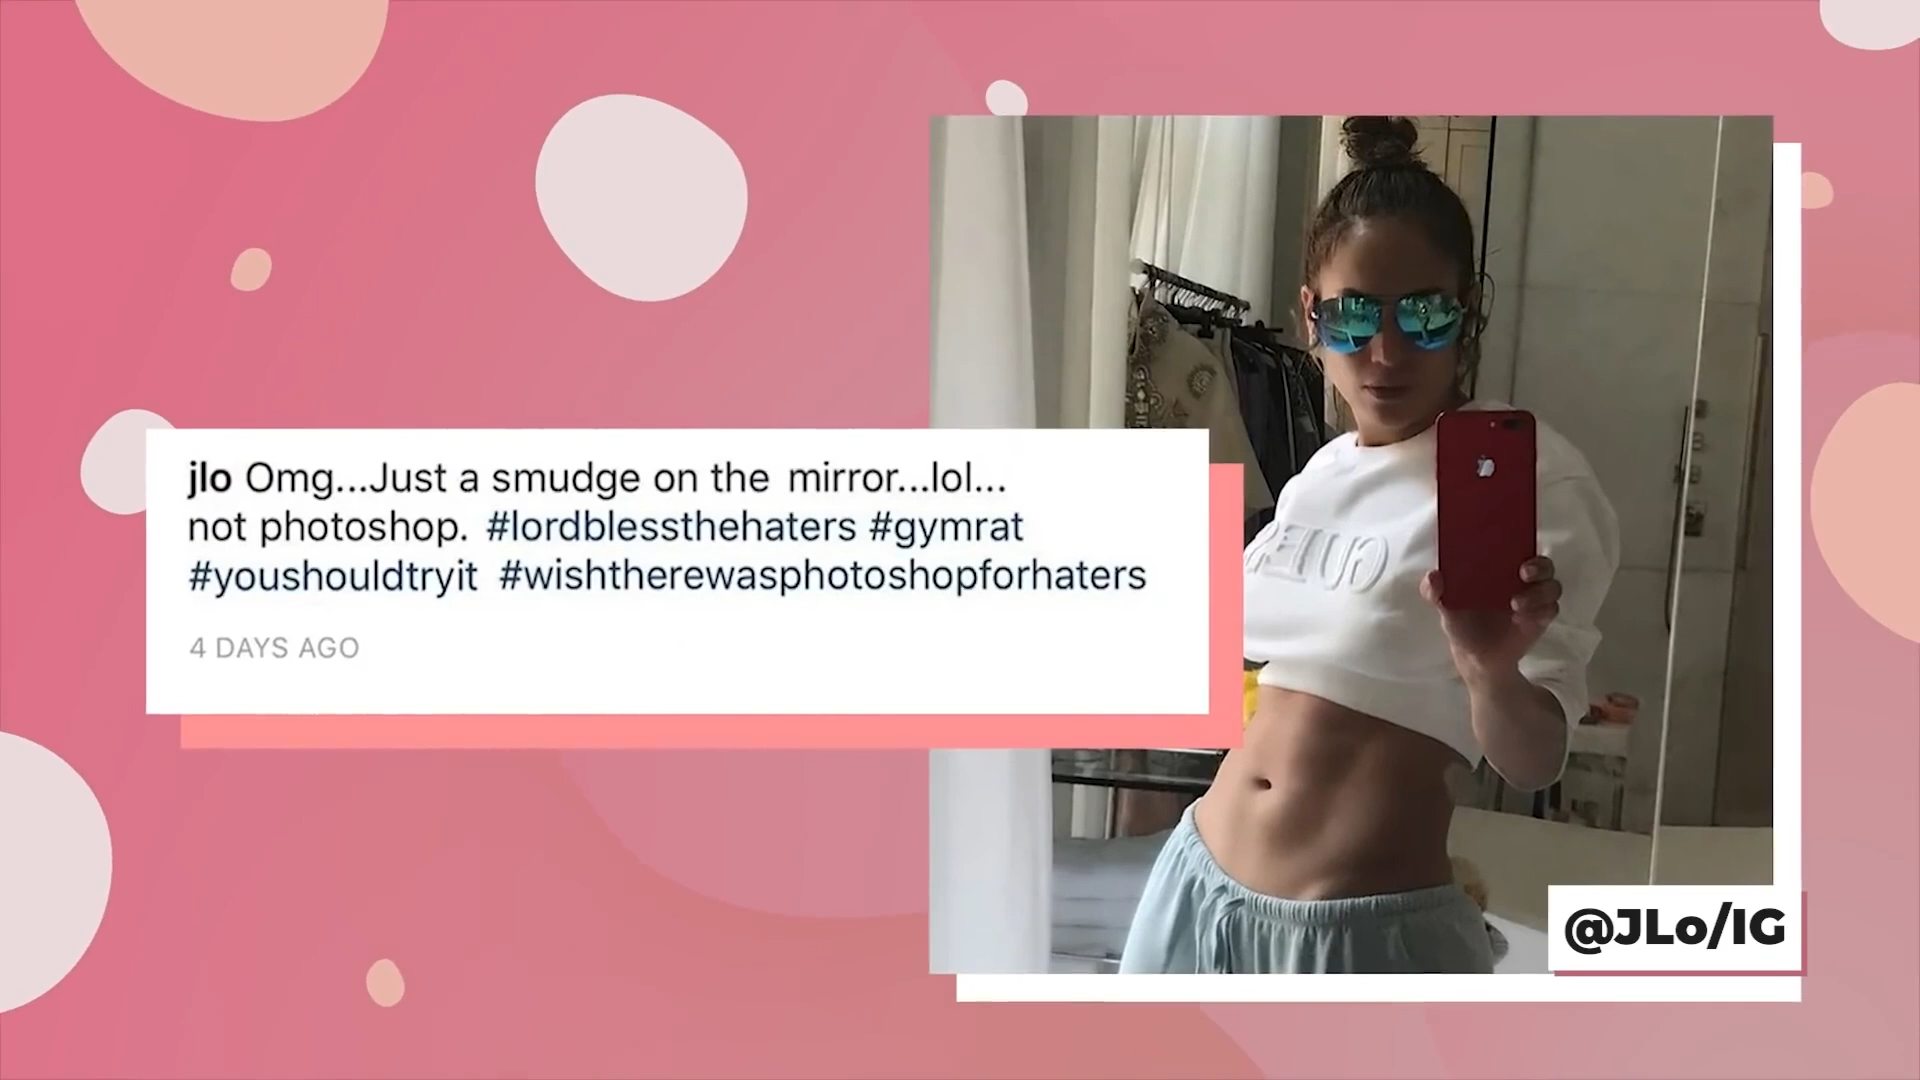 jlo Omg...Just a smudge on the mirror...lol...
not photoshop. #lordblessthehaters #gymrat
#youshouldtryit #wishtherewasphotoshopforhaters
4 DAYS AGO
@JLo/IG